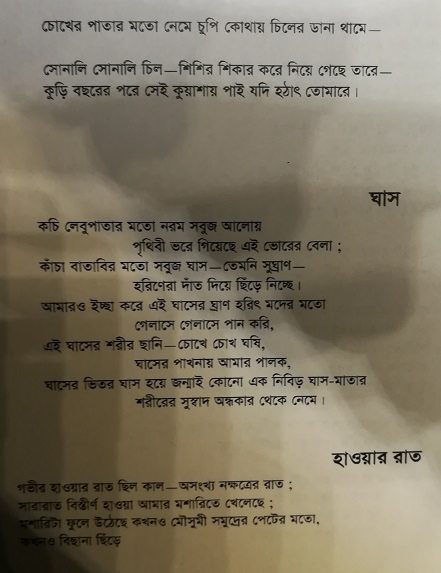 চোখের পাতার মতো নেমে চুপি কোথায় চিলের ডানা থামে—
সোনালি সোনালি চিল—শিশির শিকার করে নিয়ে গেছে তারে—
কুড়ি বছরের পরে সেই কুয়াশায় পাই যদি হঠাৎ তোমারে।
ঘাস
কচি লেবুপাতার মতো নরম সবুজ আলোয়
পৃথিবী ভরে গিয়েছে এই ভোরের বেলা;
কাঁচা বাতাবির মতো সবুজ ঘাস—তেমনি সুঘ্রাণ—
হরিণেরা দাঁত দিয়ে ছিঁড়ে নিচ্ছে।
আমারও ইচ্ছা করে এই ঘাসের ঘ্রাণ হরিৎ মদের মতো
গেলাসে গেলাসে পান করি,
এই ঘাসের শরীর ছানি—চোখে চোখ ঘষি,
ঘাসের পাখনায় আমার পালক,
ঘাসের ভিতর ঘাস হয়ে জন্মাই কোনো এক নিবিড় ঘাস-মাতার
শরীরের সুস্বাদ অন্ধকার থেকে নেমে।
হাওয়ার রাত
গভীর হাওয়ার রাত ছিল কাল—অসংখ্য নক্ষত্রের রাত;
সারারাত বিস্তীর্ণ হাওয়া আমার মশারিতে খেলেছে;
মশারিটা ফুলে উঠেছে কখনও মৌসুমী সমুদ্রের পেটের মতো,
কখনও বিছানা ছিঁড়ে